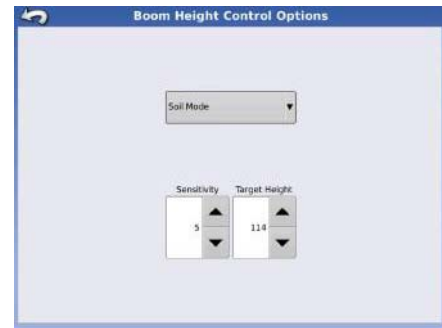 Boom Height Control Options
Soil Mode
Sensitivity Target Height
5 114